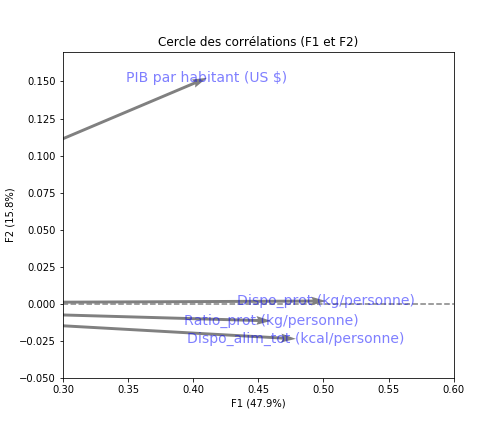 Cercle des corrélations (F1 et F2)
PIB par habitant (US $)
0.150
0.125
0.100
0.075
0.050
0.025
0.000
−0.025
−0.050
F2 (15.8%)
Dispo_prot (kg/personne)
Ratio_prot (kg/personne)
Dispo_alim_tot (kcal/personne)
0.30 0.35 0.40 0.45 0.50 0.55 0.60
F1 (47.9%)